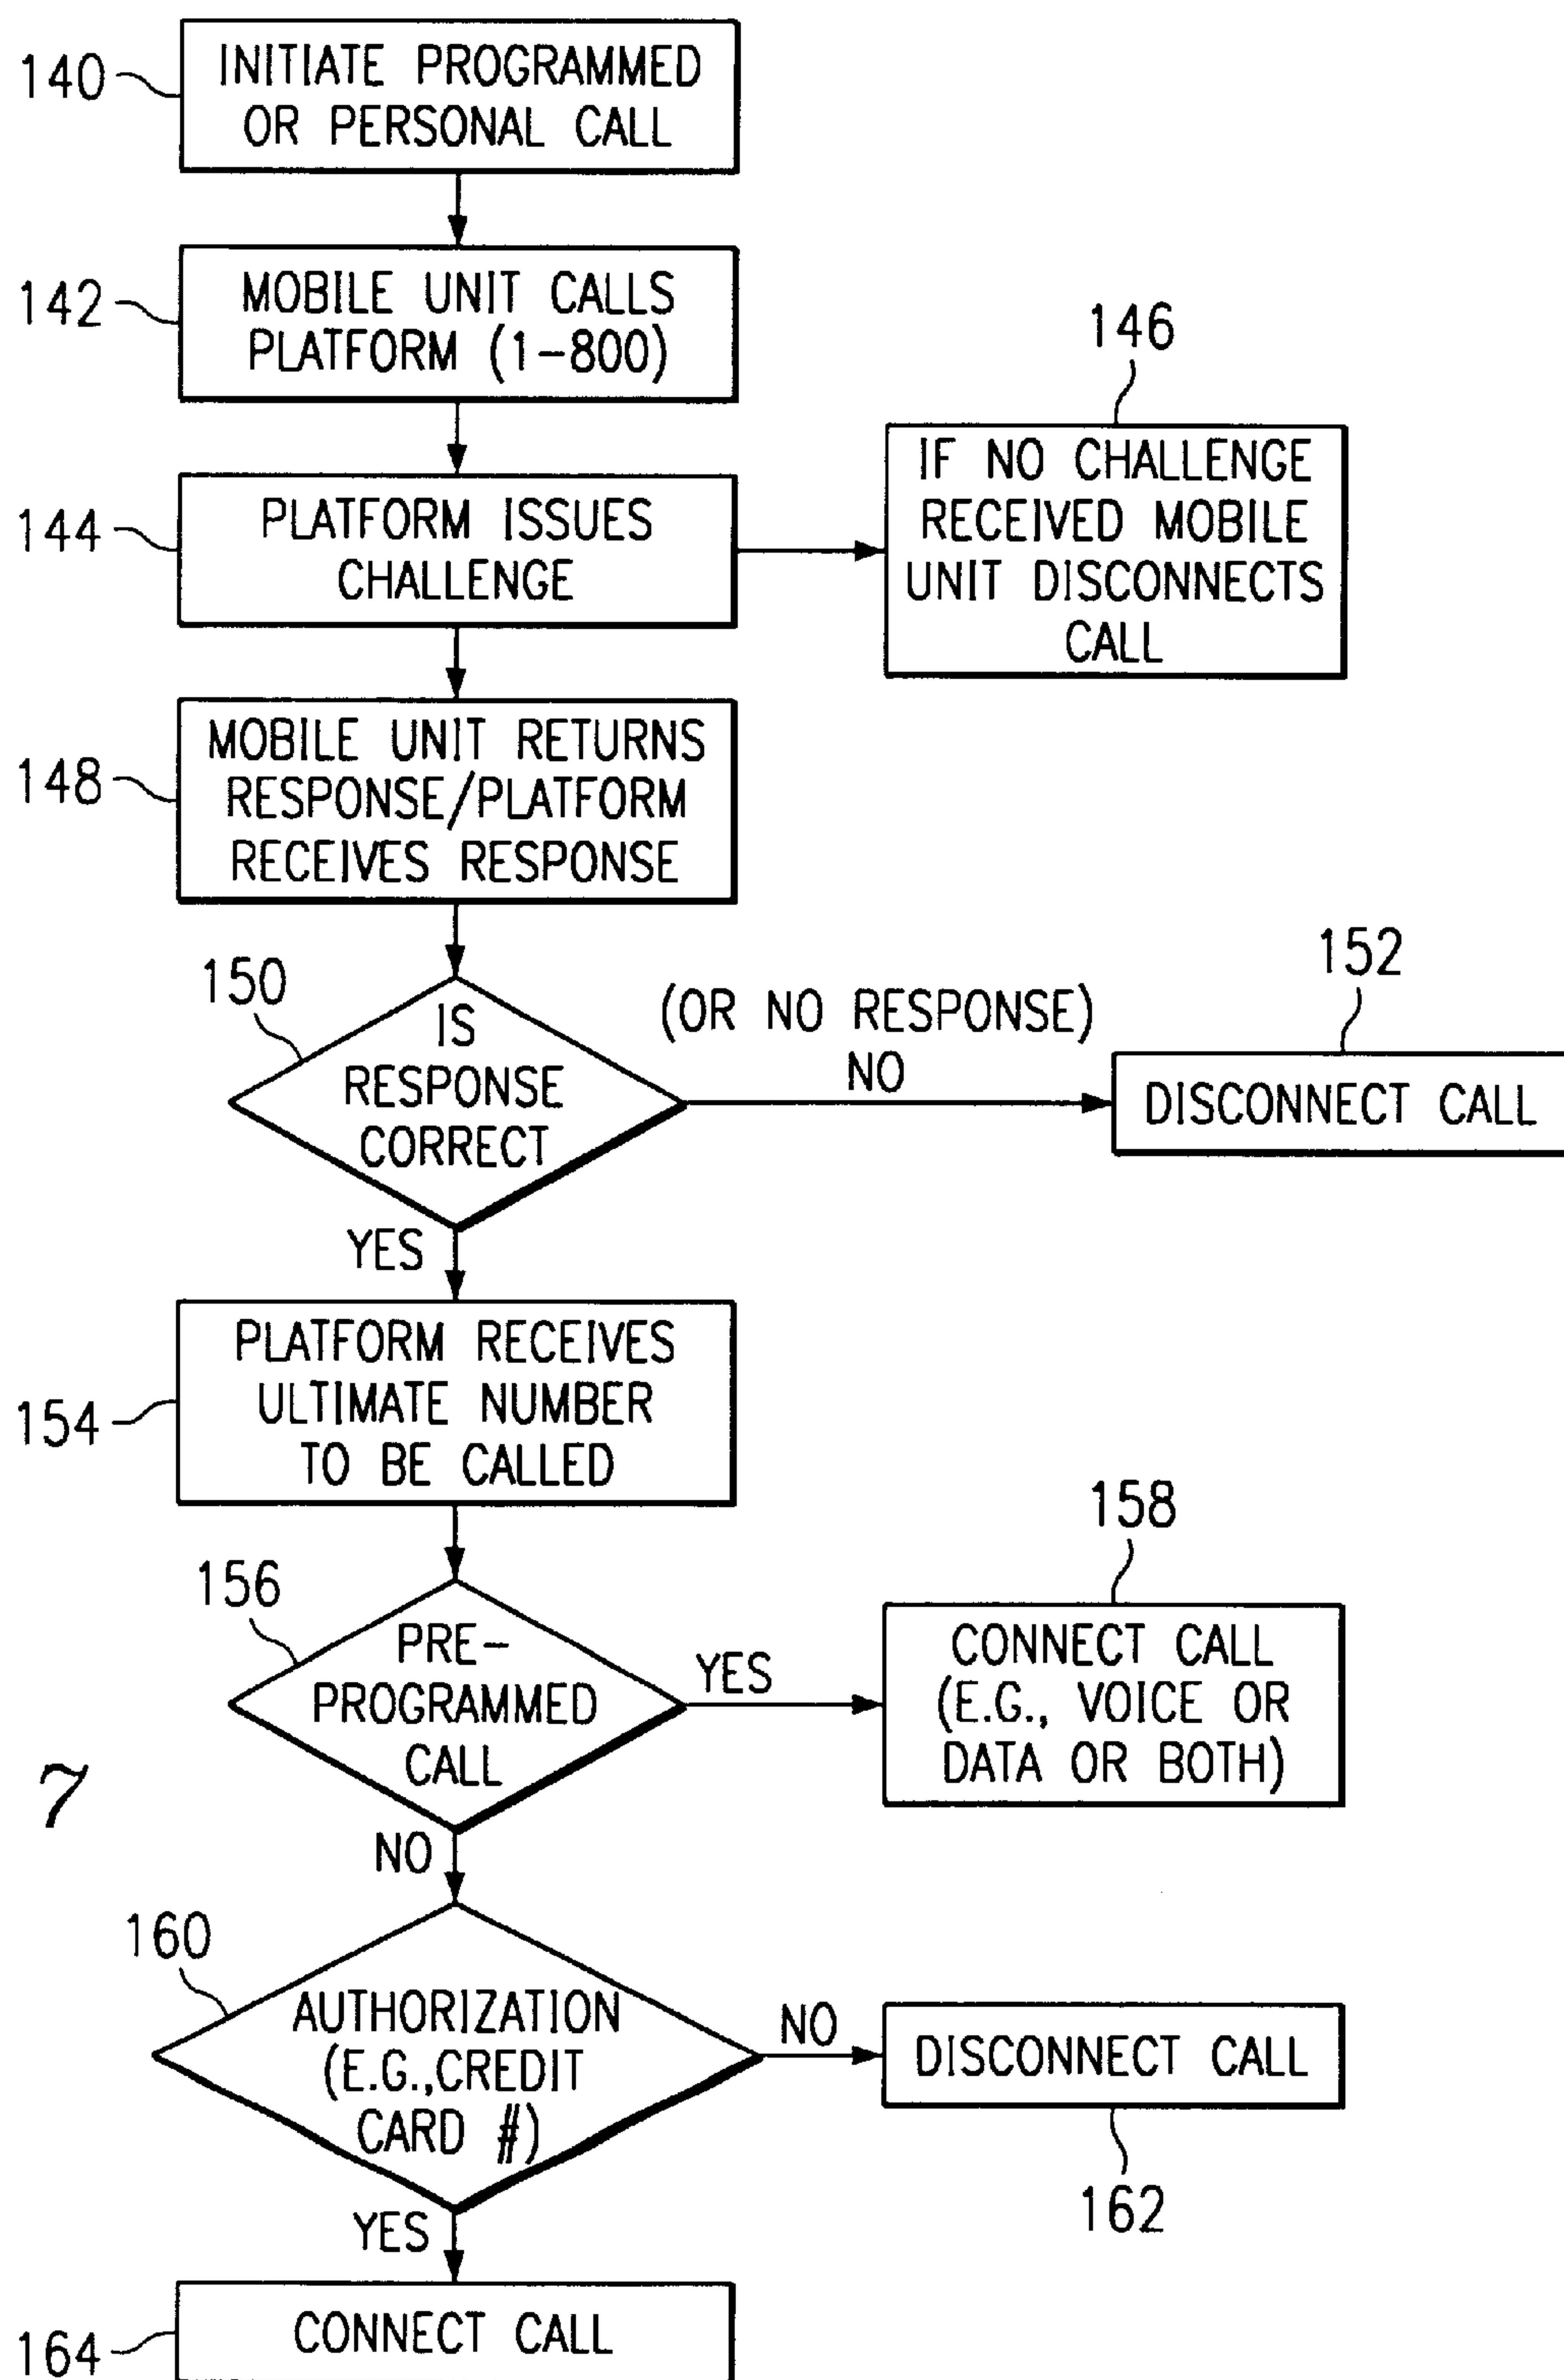 140
INITIATE PROGRAMMED
OR PERSONAL CALL
142
MOBILE UNIT CALLS
PLATFORM (1-800)
144
PLATFORM ISSUES
CHALLENGE
146
IF NO CHALLENGE
RECEIVED MOBILE
UNIT DISCONNECTS
CALL
148
MOBILE UNIT RETURNS
RESPONSE/PLATFORM
RECEIVES RESPONSE
150
IS
RESPONSE
CORRECT
(OR NO RESPONSE)
NO
152
DISCONNECT CALL
YES
154
PLATFORM RECEIVES
ULTIMATE NUMBER
TO BE CALLED
156
PRE-
PROGRAMMED
CALL
YES
158
CONNECT CALL
(E.G., VOICE OR
DATA OR BOTH)
7
NO
160
AUTHORIZATION
(E.G.,CREDIT
CARD #)
NO
DISCONNECT CALL
162
YES
164
CONNECT CALL